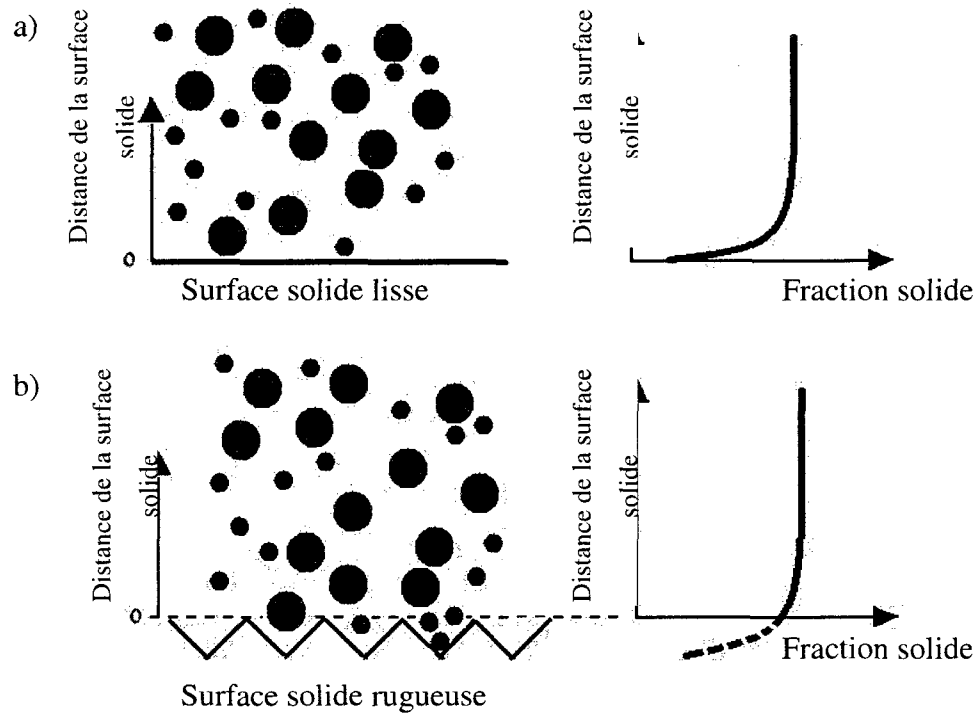 a)
Distance de la surface
solide
0
Surface solide lisse
Distance de la surface
solide
Fraction solide
b)
Distance de la surface
solide
0
Surface solide rugueuse
Distance de la surface
solide
Fraction solide